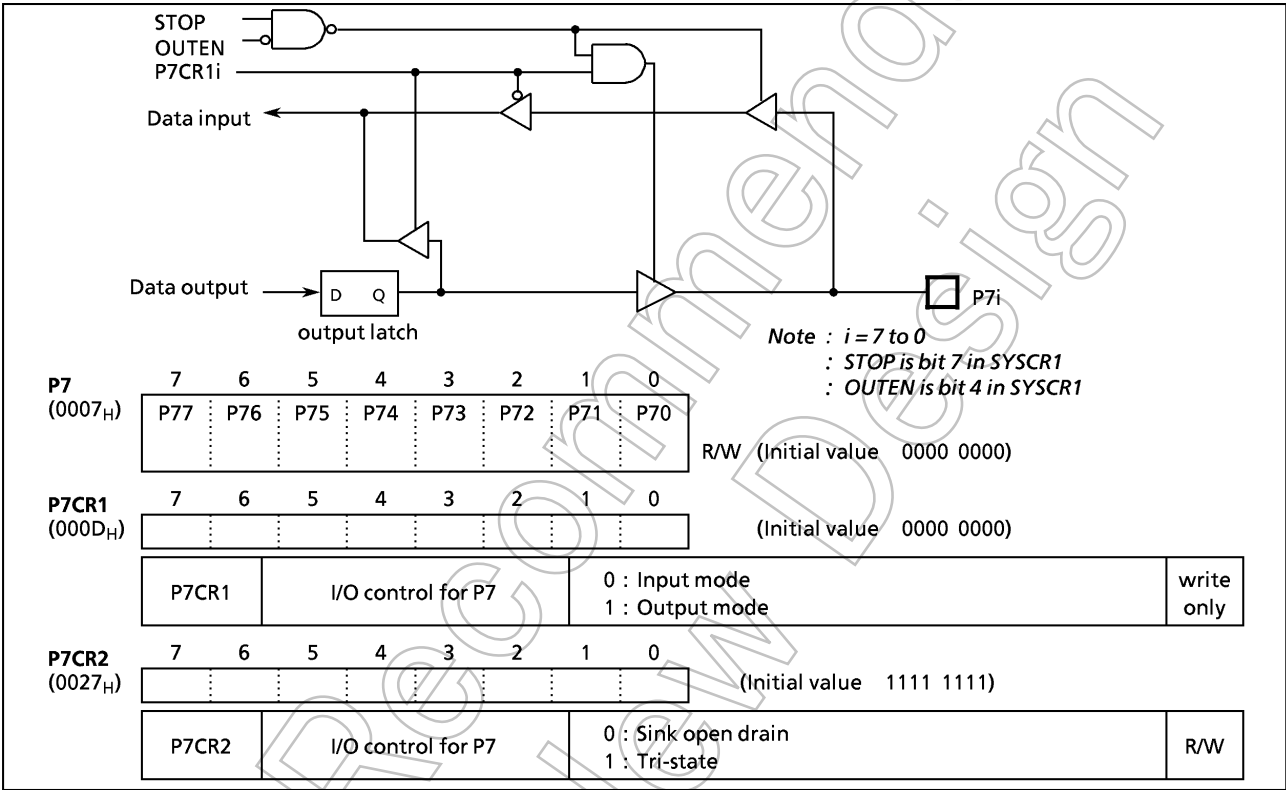 STOP
OUTEN
P7CR1i
Data input
Data output
D Q
output latch
P7i
Note : i = 7 to 0
: STOP is bit 7 in SYSCR1
: OUTEN is bit 4 in SYSCR1
P7
(0007H)
7 6 5 4 3 2 1 0
P77 P76 P75 P74 P73 P72 P71 P70
R/W (Initial value 0000 0000)
P7CR1
(000DH)
7 6 5 4 3 2 1 0
(Initial value 0000 0000)
P7CR1 I/O control for P7
0 : Input mode
1 : Output mode
write
only
P7CR2
(0027H)
7 6 5 4 3 2 1 0
(Initial value 1111 1111)
P7CR2 I/O control for P7
0 : Sink open drain
1 : Tri-state
R/W
Recommend
ew Design